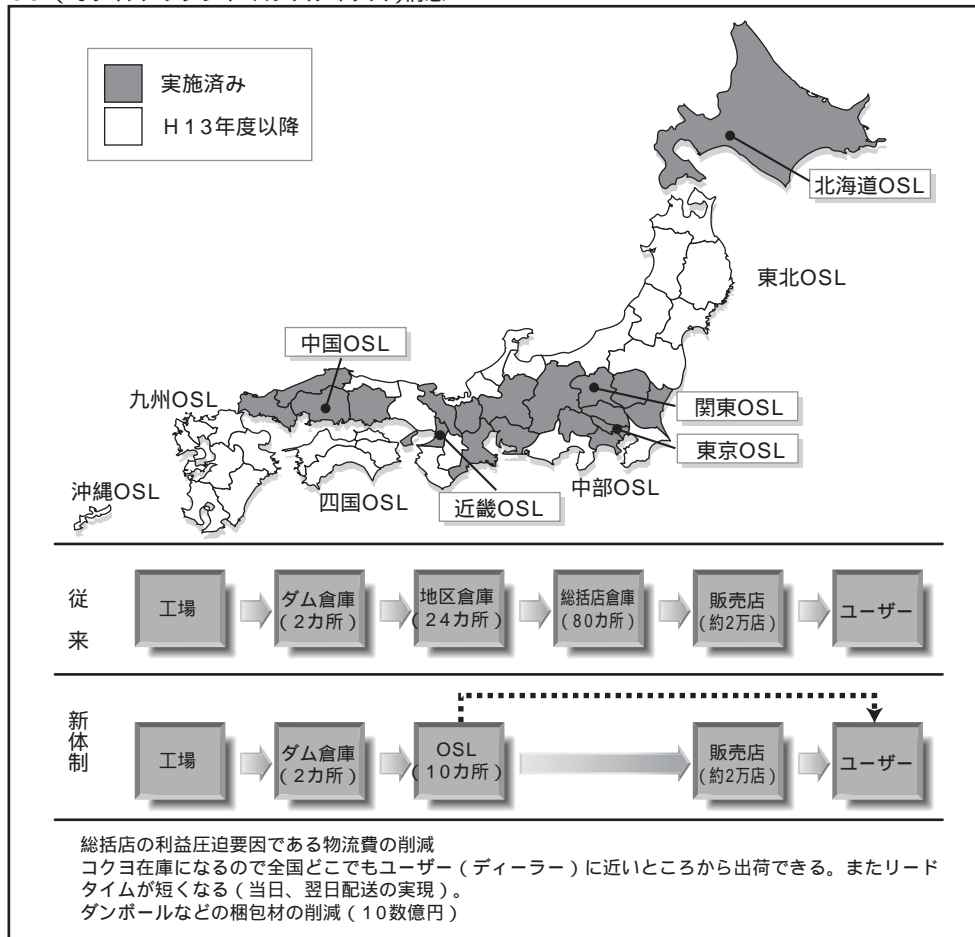 実施済み
H13年度以降
北海道OSL
東北OSL
中国OSL
九州OSL
関東OSL
東京OSL
沖縄OSL
四国OSL
近畿OSL
中部OSL
従来
工場
ダム倉庫
(2カ所)
地区倉庫
(24カ所)
総括店倉庫
(80カ所)
販売店
(約2万店)
ユーザー
新体制
工場
ダム倉庫
(2カ所)
OSL
(10カ所)
販売店
(約2万店)
ユーザー
総括店の利益圧迫要因である物流費の削減
コクヨ在庫になるので全国どこでもユーザー(ディーラー)に近いところから出荷できる。またリード
タイムが短くなる(当日、翌日配送の実現)。
ダンボールなどの梱包材の削減(10数億円)